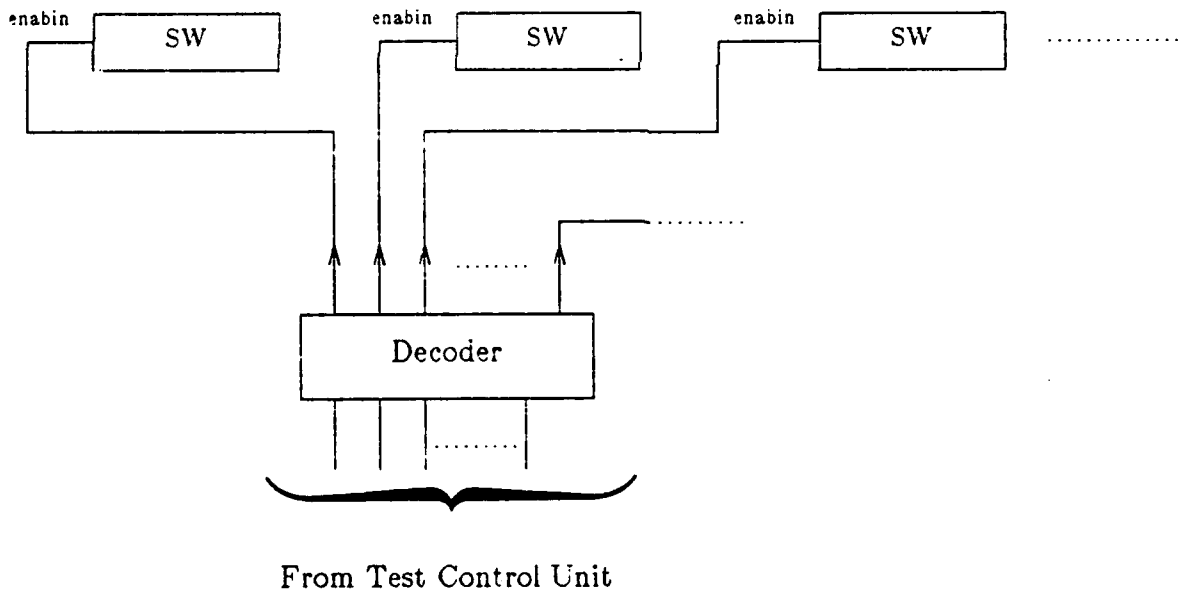 enabin
SW
enabin
SW
enabin
SW
Decoder
From Test Control Unit